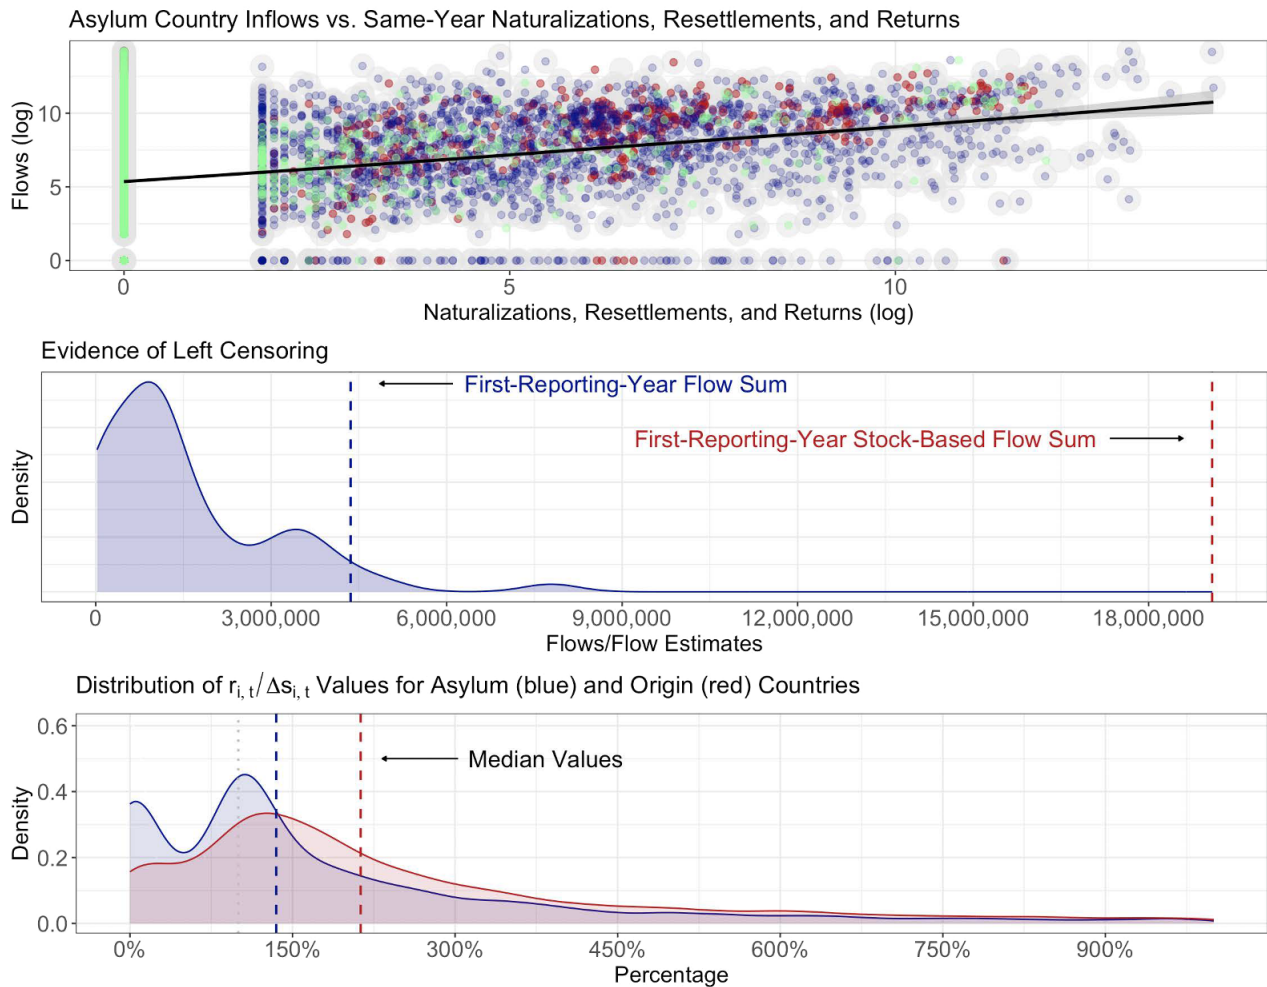 Asylum Country Inflows vs. Same-Year Naturalizations, Resettlements, and Returns
Flows (log)
10
5
0
0 5 10
Naturalizations, Resettlements, and Returns (log)
Evidence of Left Censoring
First-Reporting-Year Flow Sum
First-Reporting-Year Stock-Based Flow Sum
Density
0 3,000,000 6,000,000 9,000,000 12,000,000 15,000,000 18,000,000
Flows/Flow Estimates
Distribution of r_{i, t}/Δs_{i, t} Values for Asylum (blue) and Origin (red) Countries
Median Values
Density
0.6
0.4
0.2
0.0
0% 150% 300% 450% 600% 750% 900%
Percentage